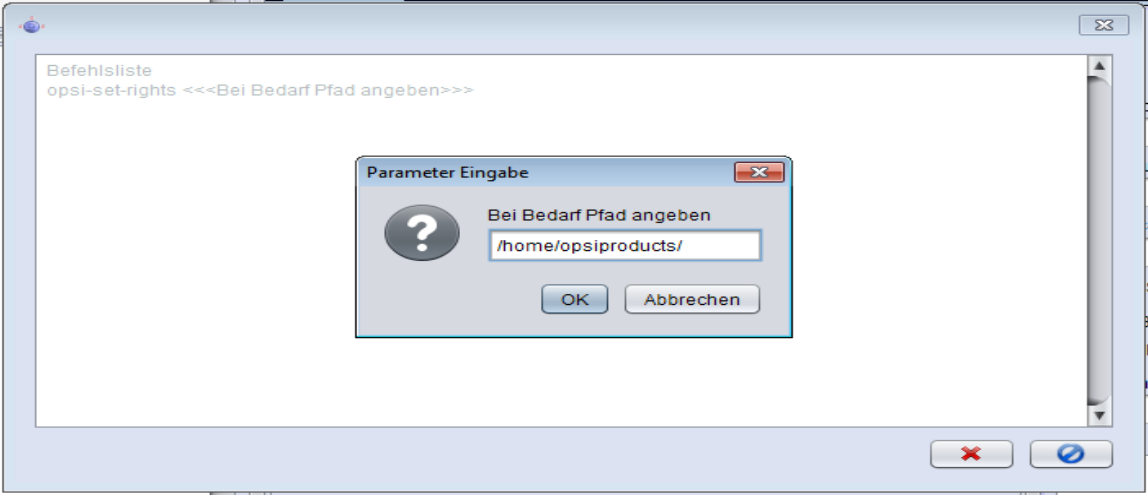 Befehlsliste
opsi-set-rights <<<Bei Bedarf Pfad angeben>>>
Parameter Eingabe
Bei Bedarf Pfad angeben
/home/opsiproducts/
OK
Abbrechen